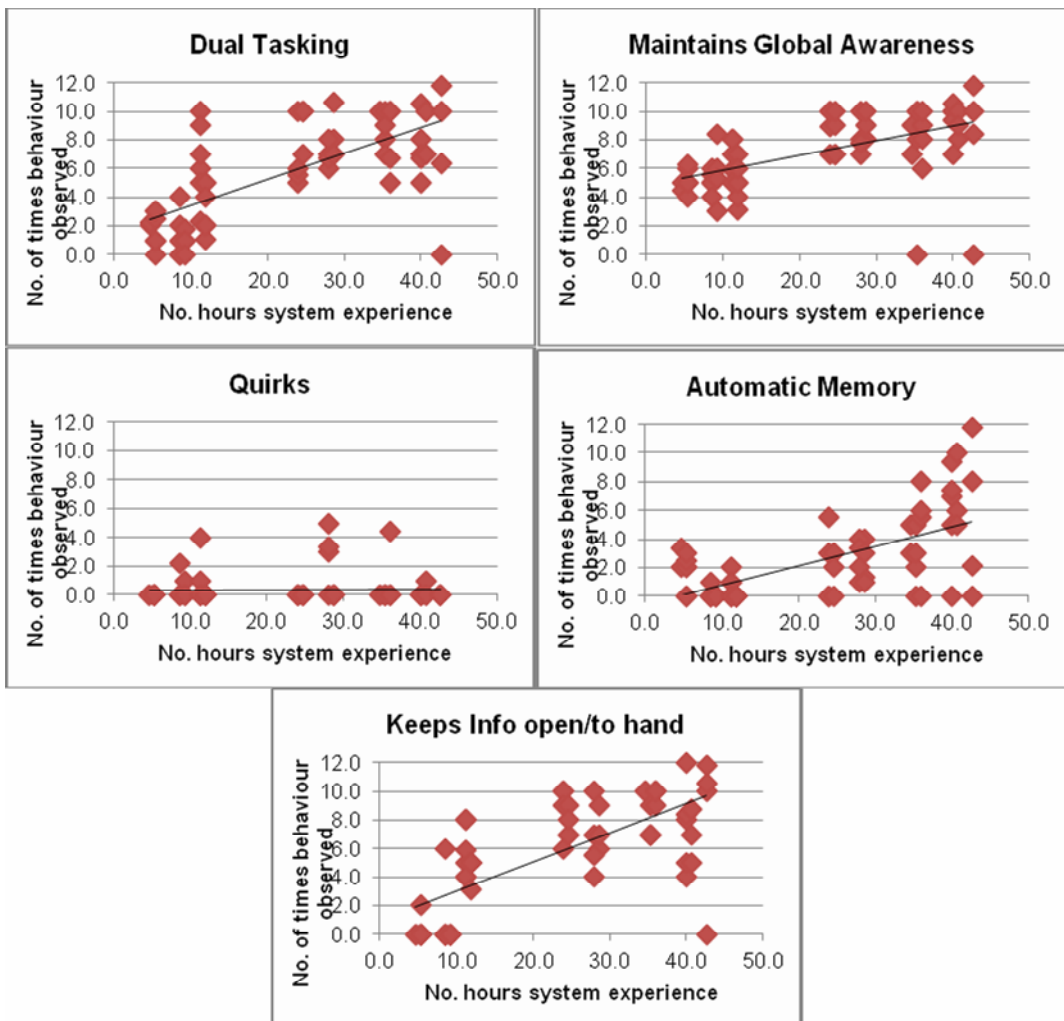 Dual Tasking
No. of times behaviour
observed
12.0
10.0
8.0
6.0
4.0
2.0
0.0
0.0 10.0 20.0 30.0 40.0 50.0
No. hours system experience
Maintains Global Awareness
No. of times behaviour
observed
12.0
10.0
8.0
6.0
4.0
2.0
0.0
0.0 10.0 20.0 30.0 40.0 50.0
No. hours system experience
Quirks
No. of times behaviour
observed
12.0
10.0
8.0
6.0
4.0
2.0
0.0
0.0 10.0 20.0 30.0 40.0 50.0
No. hours system experience
Automatic Memory
No. of times behaviour
observed
12.0
10.0
8.0
6.0
4.0
2.0
0.0
0.0 10.0 20.0 30.0 40.0 50.0
No. hours system experience
Keeps Info open/to hand
No. of times behaviour
observed
12.0
10.0
8.0
6.0
4.0
2.0
0.0
0.0 10.0 20.0 30.0 40.0 50.0
No. hours system experience